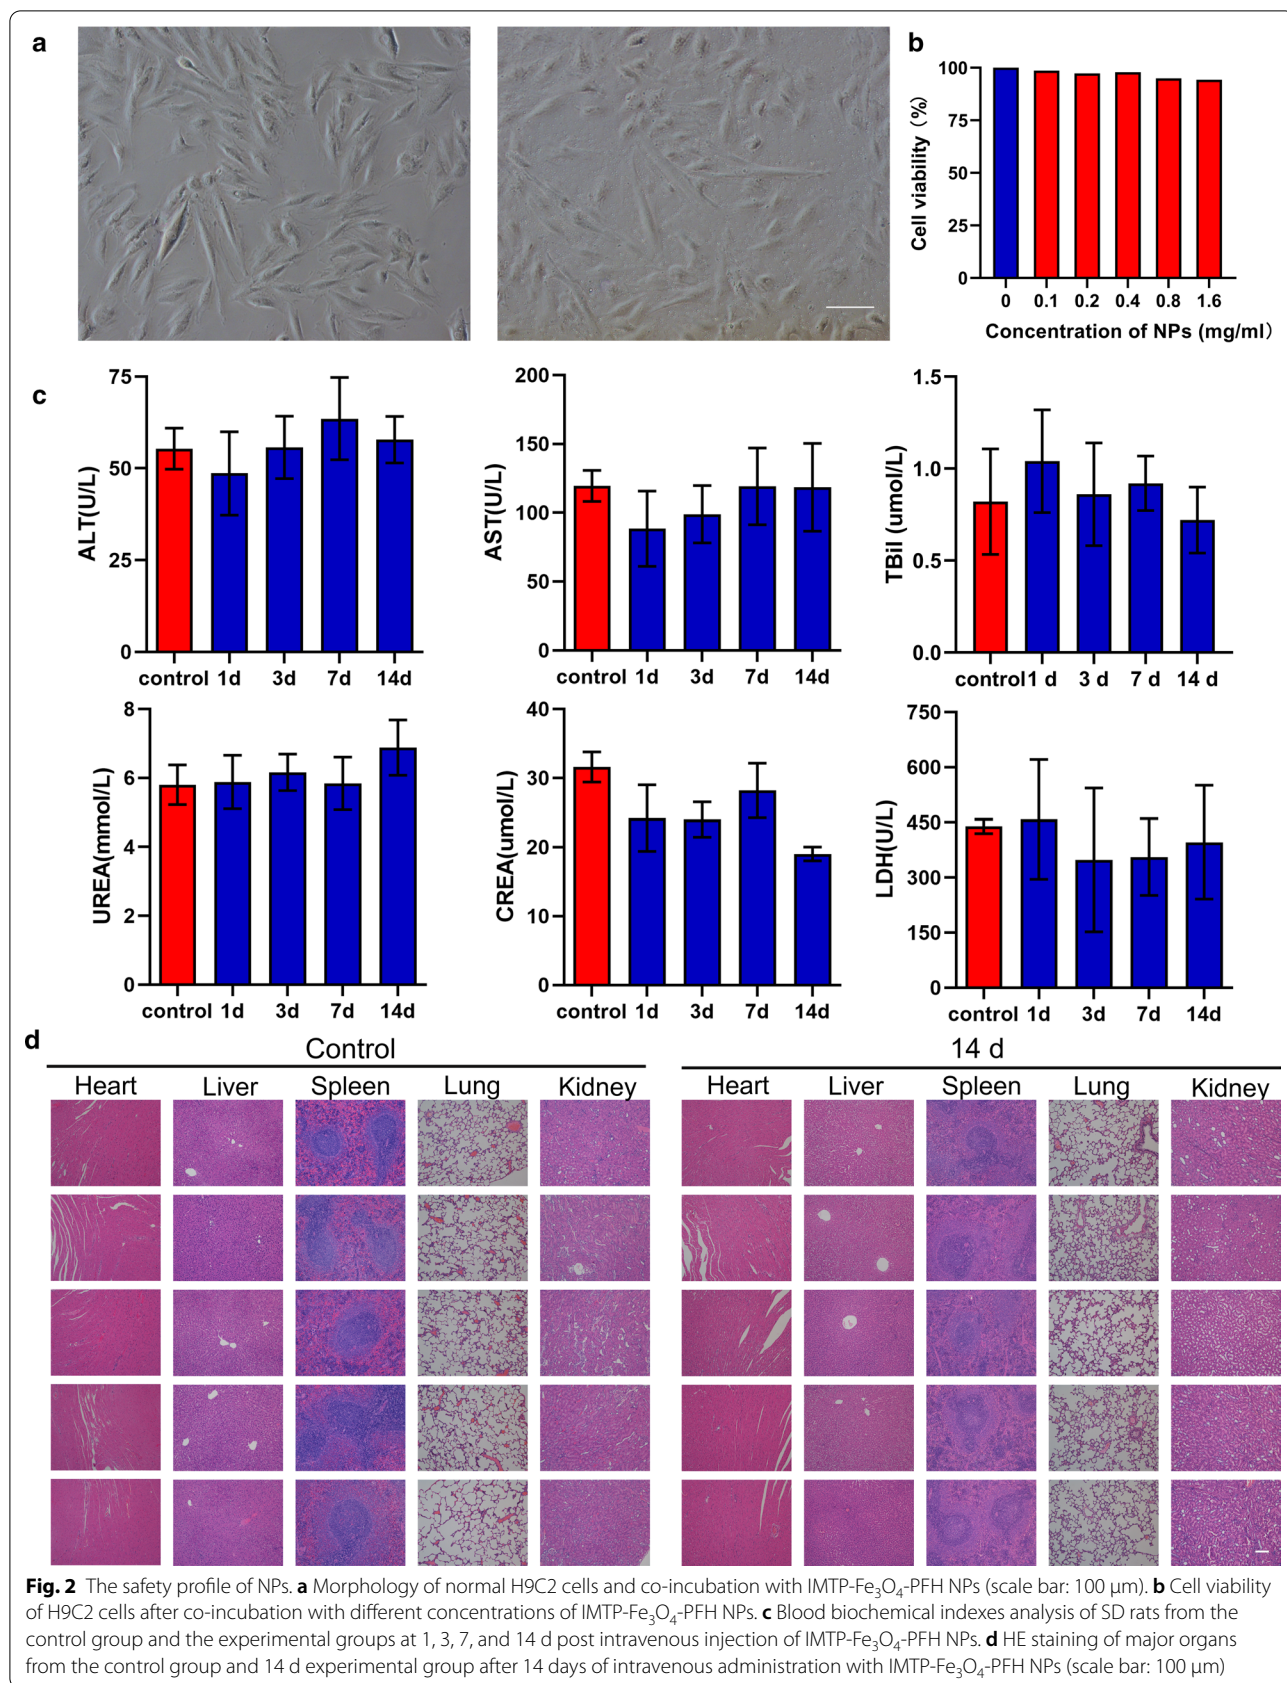 a
b
100
75
50
25
0
Cell viability (%)
0 0.1 0.2 0.4 0.8 1.6
Concentration of NPs (mg/ml)
c
75
50
25
0
ALT(U/L)
control 1d 3d 7d 14d
200
150
100
50
0
AST(U/L)
control 1d 3d 7d 14d
1.5
1.0
0.5
0.0
TBil (umol/L)
control 1 d 3 d 7 d 14 d
8
6
4
2
0
UREA(mmol/L)
control 1d 3d 7d 14d
40
30
20
10
0
CREA(umol/L)
control 1d 3d 7d 14d
750
600
450
300
150
0
LDH(U/L)
control 1d 3d 7d 14d
d
Control
14 d
Heart Liver Spleen Lung Kidney
Heart Liver Spleen Lung Kidney
Fig. 2 The safety profile of NPs. a Morphology of normal H9C2 cells and co-incubation with IMTP-Fe₃O₄-PFH NPs (scale bar: 100 μm). b Cell viability
of H9C2 cells after co-incubation with different concentrations of IMTP-Fe₃O₄-PFH NPs. c Blood biochemical indexes analysis of SD rats from the
control group and the experimental groups at 1, 3, 7, and 14 d post intravenous injection of IMTP-Fe₃O₄-PFH NPs. d HE staining of major organs
from the control group and 14 d experimental group after 14 days of intravenous administration with IMTP-Fe₃O₄-PFH NPs (scale bar: 100 μm)